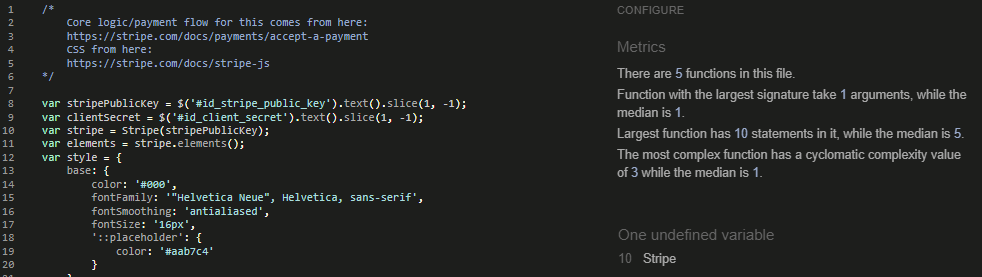 1 /*
2 Core logic/payment flow for this comes from here:
3 https://stripe.com/docs/payments/accept-a-payment
4 CSS from here:
5 https://stripe.com/docs/stripe-js
6 */
7
8 var stripePublicKey = $('#id_stripe_public_key').text().slice(1, -1);
9 var clientSecret = $('#id_client_secret').text().slice(1, -1);
10 var stripe = Stripe(stripePublicKey);
11 var elements = stripe.elements();
12 var style = {
13 base: {
14 color: '#000',
15 fontFamily: '"Helvetica Neue", Helvetica, sans-serif',
16 fontSmoothing: 'antialiased',
17 fontSize: '16px',
18 '::placeholder': {
19 color: '#aab7c4'
20 }
CONFIGURE
Metrics
There are 5 functions in this file.
Function with the largest signature take 1 arguments, while the
median is 1.
Largest function has 10 statements in it, while the median is 5.
The most complex function has a cyclomatic complexity value
of 3 while the median is 1.
One undefined variable
10 Stripe